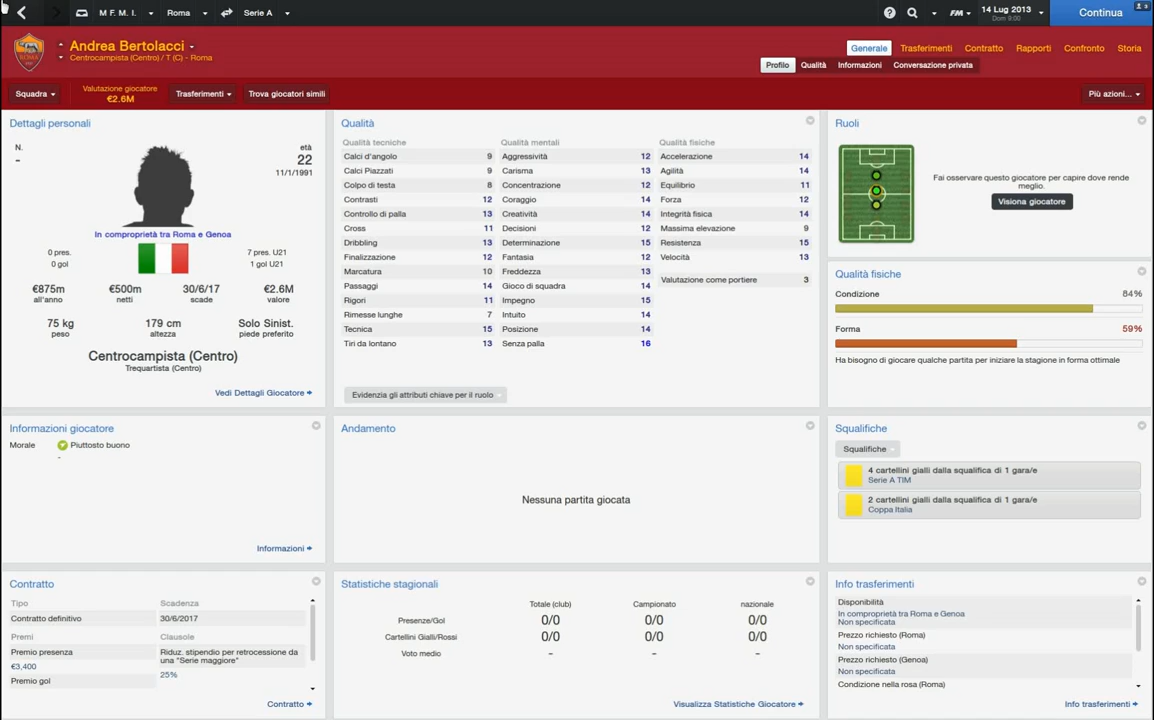 M F. M. I. Roma Serie A 14 Lug 2013 Continua 3
FM Dom 9:00
Andrea Bertolacci
Centrocampista (Centro) / T (C) - Roma
Generale Trasferimenti Contratto Rapporti Confronto Storia
Profilo Qualità Informazioni Conversazione privata
Squadra Valutazione giocatore Trasferimenti Trova giocatori simili Più azioni...
€2.6M
Dettagli personali
N. età
- 22
11/1/1991
In comproprietà tra Roma e Genoa
0 pres. 7 pres. U21
0 gol 1 gol U21
€875m €500m 30/6/17 €2.6M
all'anno netti scade valore
75 kg 179 cm Solo Sinist.
peso altezza piede preferito
Centrocampista (Centro)
Trequartista (Centro)
Vedi Dettagli Giocatore
Qualità
Qualità tecniche Qualità mentali Qualità fisiche
Calci d'angolo 9 Aggressività 12 Accelerazione 14
Calci Piazzati 9 Carisma 13 Agilità 14
Colpo di testa 8 Concentrazione 12 Equilibrio 11
Contrasti 12 Coraggio 14 Forza 12
Controllo di palla 13 Creatività 14 Integrità fisica 14
Cross 11 Decisioni 12 Massima elevazione 9
Dribbling 13 Determinazione 15 Resistenza 15
Finalizzazione 12 Fantasia 12 Velocità 13
Marcatura 10 Freddezza 13
Passaggi 14 Gioco di squadra 14 Valutazione come portiere 3
Rigori 11 Impegno 15
Rimesse lunghe 7 Intuito 14
Tecnica 15 Posizione 14
Tiri da lontano 13 Senza palla 16
Evidenzia gli attributi chiave per il ruolo
Ruoli
Fai osservare questo giocatore per capire dove rende
meglio.
Visiona giocatore
Qualità fisiche
Condizione 84%
Forma 59%
Ha bisogno di giocare qualche partita per iniziare la stagione in forma ottimale
Informazioni giocatore
Morale Piuttosto buono
-
Informazioni
Andamento
Nessuna partita giocata
Squalifiche
Squalifiche
4 cartellini gialli dalla squalifica di 1 gara/e
Serie A TIM
2 cartellini gialli dalla squalifica di 1 gara/e
Coppa Italia
Contratto
Tipo Scadenza
Contratto definitivo 30/6/2017
Premi Clausole
Premio presenza Riduz. stipendio per retrocessione da
€3,400 una "Serie maggiore"
Premio gol 25%
Contratto
Statistiche stagionali
Totale (club) Campionato nazionale
Presenze/Gol 0/0 0/0 0/0
Cartellini Gialli/Rossi 0/0 0/0 0/0
Voto medio - - -
Visualizza Statistiche Giocatore
Info trasferimenti
Disponibilità
In comproprietà tra Roma e Genoa
Non specificata
Prezzo richiesto (Roma)
Non specificata
Prezzo richiesto (Genoa)
Non specificata
Condizione nella rosa (Roma)
Info trasferimenti